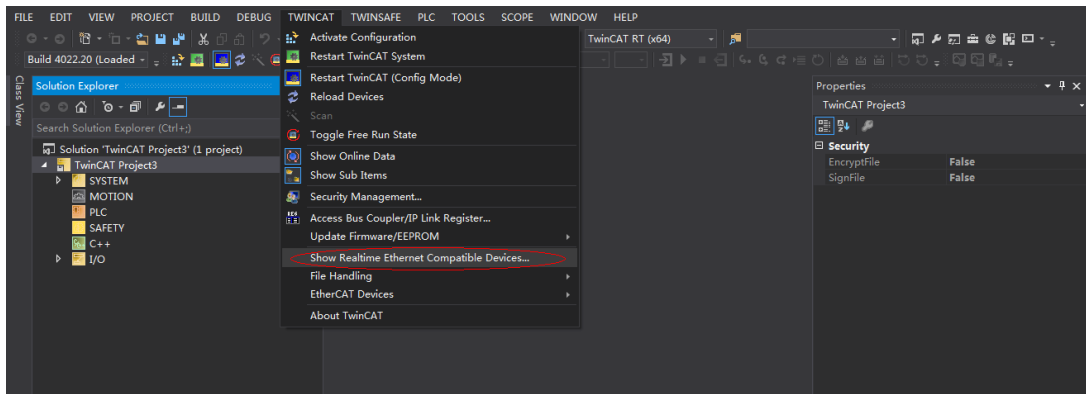 FILE EDIT VIEW PROJECT BUILD DEBUG TWINCAT TWINSAFE PLC TOOLS SCOPE WINDOW HELP
TwinCAT RT (x64)
Build 4022.20 (Loaded
Class View
Solution Explorer
Search Solution Explorer (Ctrl+;)
Solution 'TwinCAT Project3' (1 project)
TwinCAT Project3
SYSTEM
MOTION
PLC
SAFETY
C++
I/O
Activate Configuration
Restart TwinCAT System
Restart TwinCAT (Config Mode)
Reload Devices
Scan
Toggle Free Run State
Show Online Data
Show Sub Items
Security Management...
Access Bus Coupler/IP Link Register...
Update Firmware/EEPROM
Show Realtime Ethernet Compatible Devices...
File Handling
EtherCAT Devices
About TwinCAT
Properties
TwinCAT Project3
Security
EncryptFile False
SignFile False